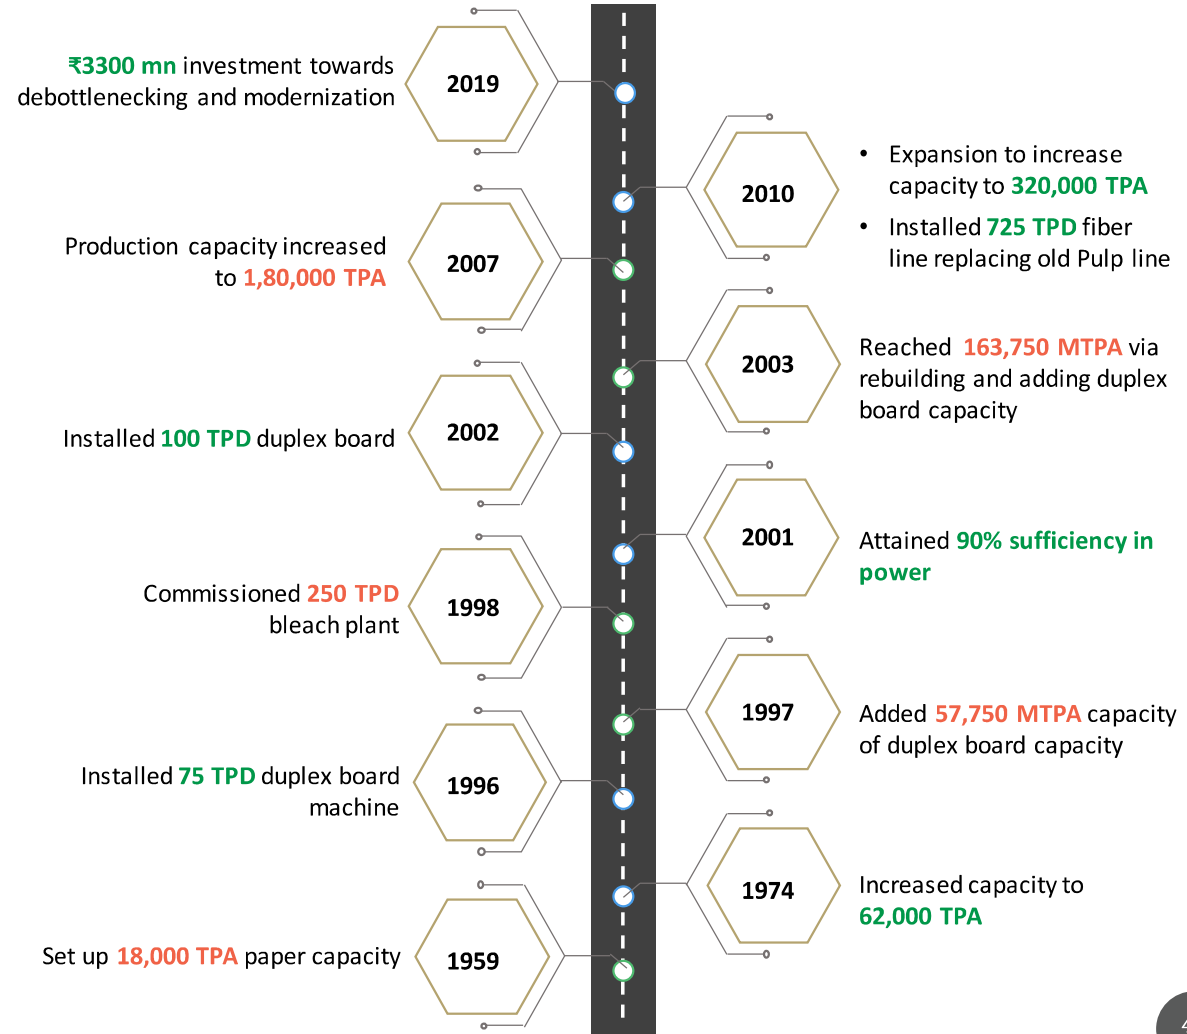 ₹3300 mn investment towards
debottlenecking and modernization
2019
2010
• Expansion to increase
capacity to 320,000 TPA
• Installed 725 TPD fiber
line replacing old Pulp line
Production capacity increased
to 1,80,000 TPA
2007
2003
Reached 163,750 MTPA via
rebuilding and adding duplex
board capacity
Installed 100 TPD duplex board
2002
2001
Attained 90% sufficiency in
power
Commissioned 250 TPD
bleach plant
1998
1997
Added 57,750 MTPA capacity
of duplex board capacity
Installed 75 TPD duplex board
machine
1996
1974
Increased capacity to
62,000 TPA
Set up 18,000 TPA paper capacity
1959